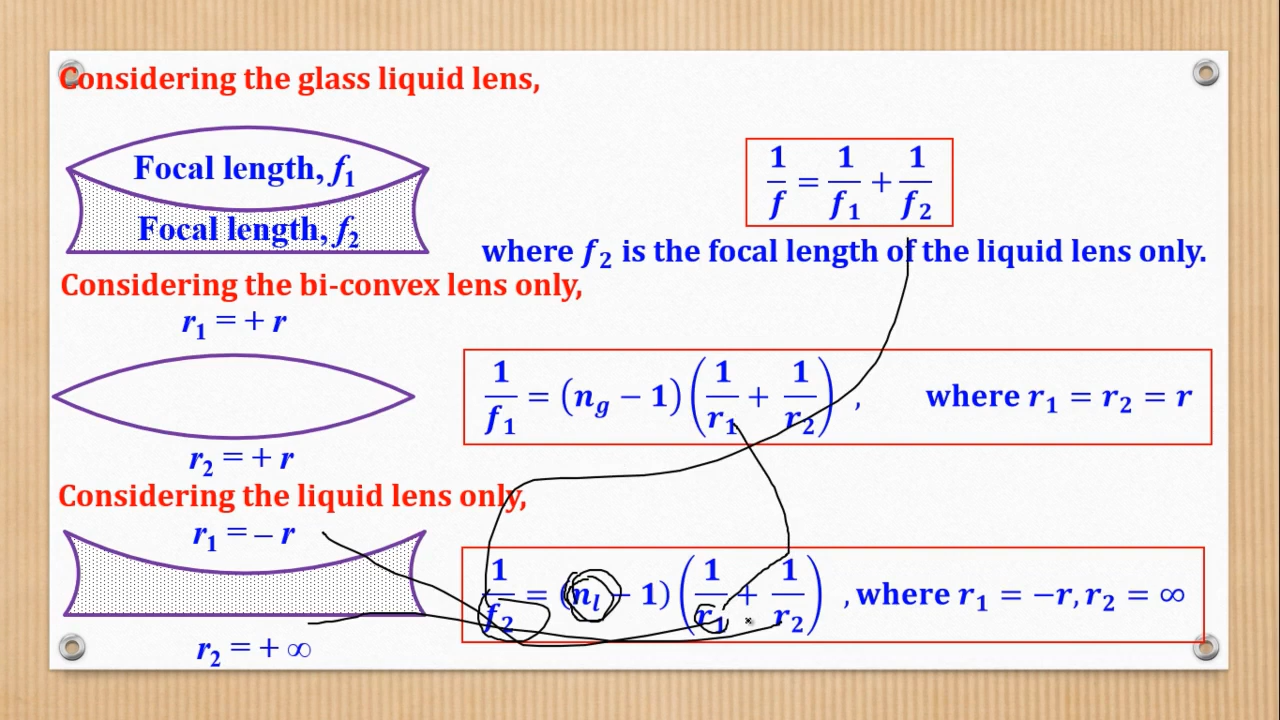 Considering the glass liquid lens,
Focal length, f₁
Focal length, f₂
1/f = 1/f₁ + 1/f₂
where f₂ is the focal length of the liquid lens only.
Considering the bi-convex lens only,
r₁ = + r
1/f₁ = (n_g − 1)(1/r₁ + 1/r₂) , where r₁ = r₂ = r
r₂ = + r
Considering the liquid lens only,
r₁ = – r
1/f₂ = (n_l − 1)(1/r₁ + 1/r₂) , where r₁ = −r, r₂ = ∞
r₂ = + ∞